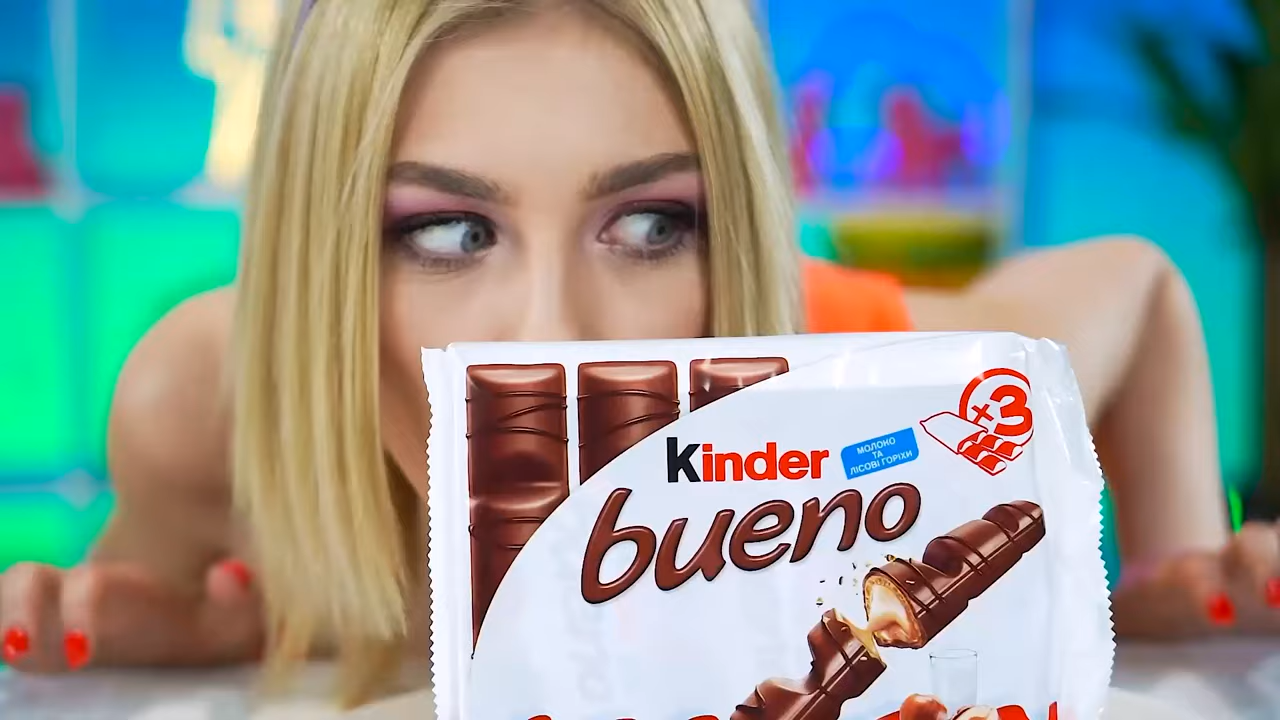 ×3
kinder
МОЛОКО
ТА
ЛІСОВІ ГОРІХИ
bueno